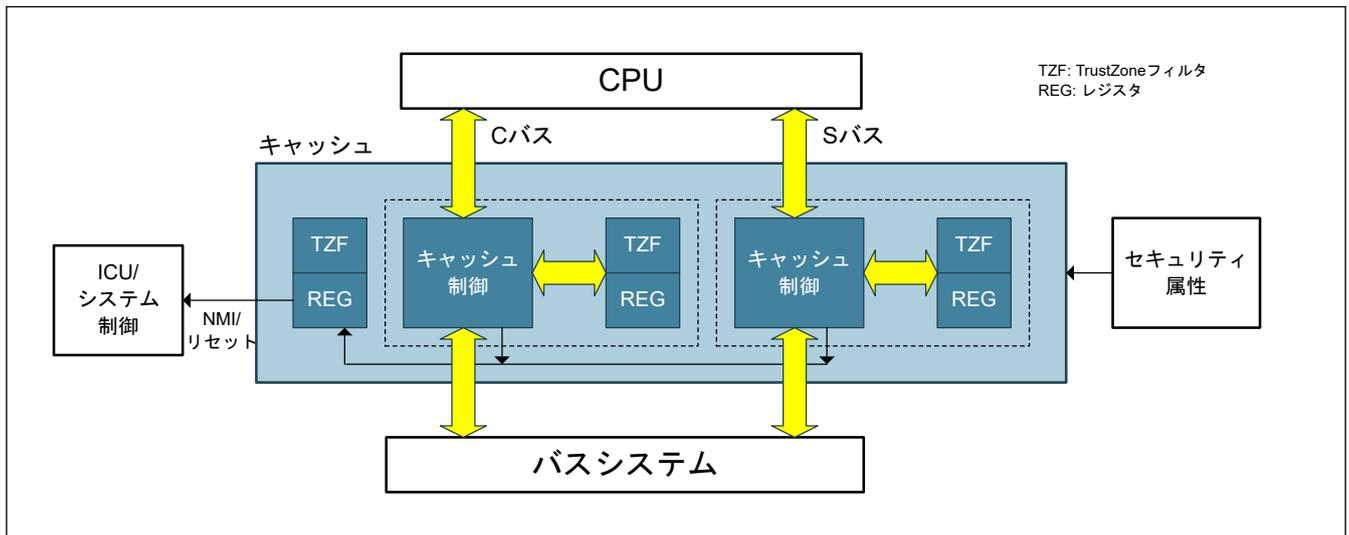 CPU
TZF: TrustZoneフィルタ
REG: レジスタ
Cバス
Sバス
キャッシュ
TZF
REG
キャッシュ
制御
TZF
REG
キャッシュ
制御
TZF
REG
ICU/
システム
制御
NMI/
リセット
セキュリティ
属性
バスシステム